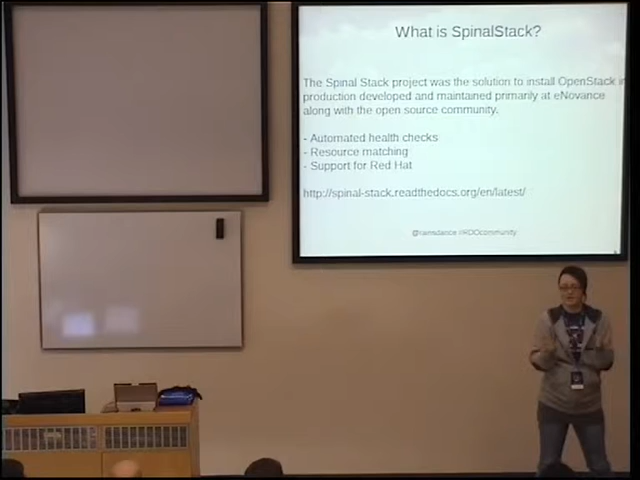 What is SpinalStack?
The Spinal Stack project was the solution to install OpenStack in
production developed and maintained primarily at eNovance
along with the open source community.
- Automated health checks
- Resource matching
- Support for Red Hat
http://spinal-stack.readthedocs.org/en/latest/
@ramsdance #RDOcommunity